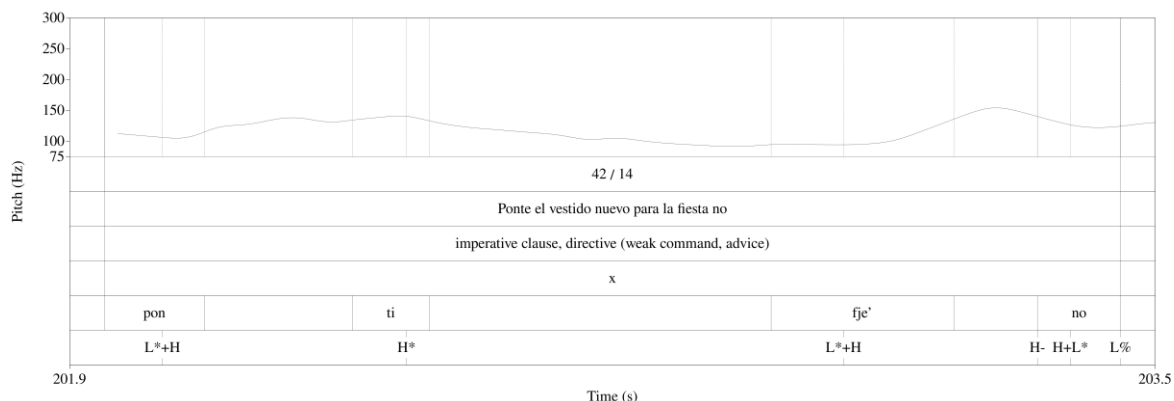 300
250
200
150
100
75
Pitch (Hz)
42 / 14
Ponte el vestido nuevo para la fiesta no
imperative clause, directive (weak command, advice)
x
pon ti fje’ no
L*+H H* L*+H H- H+L* L%
201.9 203.5
Time (s)